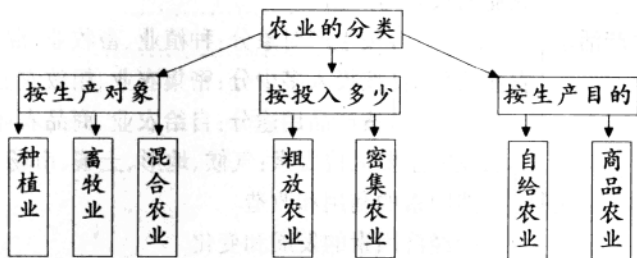 农业的分类
按生产对象
按投入多少
按生产目的
种植业
畜牧业
混合农业
粗放农业
密集农业
自给农业
商品农业